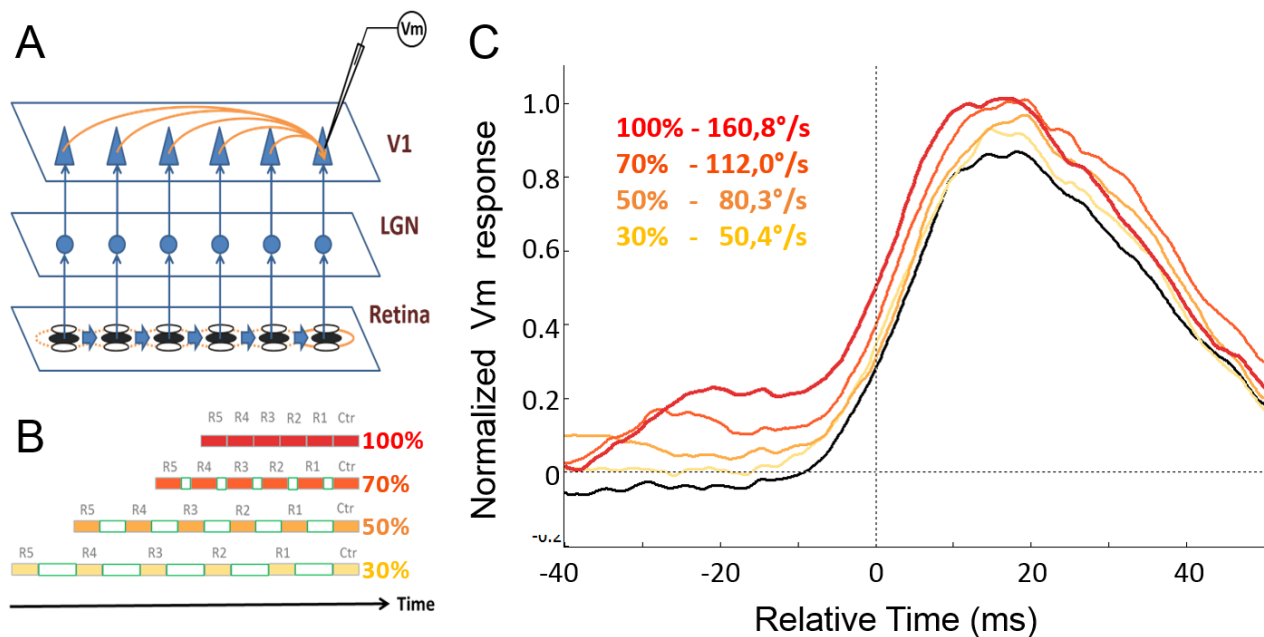 A
Vm
V1
LGN
Retina
B
R5 R4 R3 R2 R1 Ctr
100%
R5 R4 R3 R2 R1 Ctr
70%
R5 R4 R3 R2 R1 Ctr
50%
R5 R4 R3 R2 R1 Ctr
30%
Time
C
Normalized Vm response
1.0
0.8
0.6
0.4
0.2
0
-0.2
100% - 160,8°/s
70% - 112,0°/s
50% - 80,3°/s
30% - 50,4°/s
-40 -20 0 20 40
Relative Time (ms)